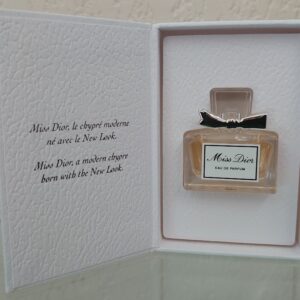 Miss Dior, le chypré moderne
né avec le New Look.
Miss Dior, a modern chypre
born with the New Look.
Miss Dior
EAU DE PARFUM